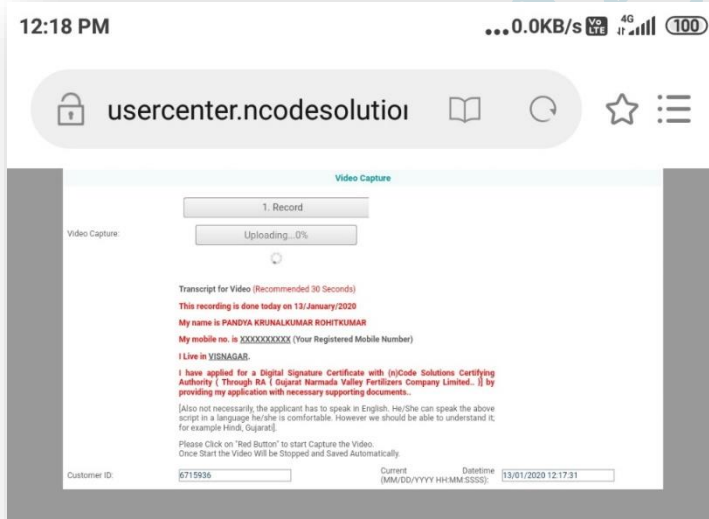 12:18 PM
...0.0KB/s Vo LTE 4G 100
usercenter.ncodesolution
Video Capture
1. Record
Video Capture:
Uploading...0%
Transcript for Video (Recommended 30 Seconds)
This recording is done today on 13/January/2020
My name is PANDYA KRUNALKUMAR ROHITKUMAR
My mobile no. is XXXXXXXXXX (Your Registered Mobile Number)
I Live in VISNAGAR.
I have applied for a Digital Signature Certificate with (n)Code Solutions Certifying
Authority ( Through RA ( Gujarat Narmada Valley Fertilizers Company Limited.. )] by
providing my application with necessary supporting documents..
[Also not necessarily, the applicant has to speak in English. He/She can speak the above
script in a language he/she is comfortable. However we should be able to understand it;
for example Hindi, Gujarati].
Please Click on "Red Button" to start Capture the Video.
Once Start the Video Will be Stopped and Saved Automatically.
Customer ID:
6715936
Current Datetime
(MM/DD/YYYY HH:MM:SSSS):
13/01/2020 12:17:31